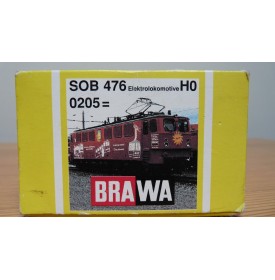 SOB 476 Elektrolokomotive H0
0205=
BRAWA